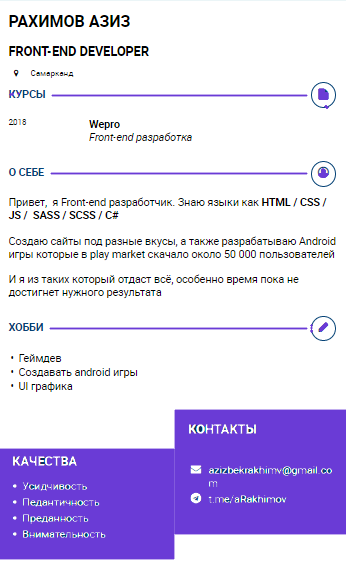 РАХИМОВ АЗИЗ
FRONT-END DEVELOPER
Самарканд
КУРСЫ
2018
Wepro
Front-end разработка
О СЕБЕ
Привет, я Front-end разработчик. Знаю языки как HTML / CSS /
JS / SASS / SCSS / C#
Создаю сайты под разные вкусы, а также разрабатываю Android
игры которые в play market скачало около 50 000 пользователей
И я из таких который отдаст всё, особенно время пока не
достигнет нужного результата
ХОББИ
• Геймдев
• Создавать android игры
• UI графика
КОНТАКТЫ
azizbekrakhimv@gmail.co
m
t.me/aRakhimov
КАЧЕСТВА
• Усидчивость
• Педантичность
• Преданность
• Внимательность